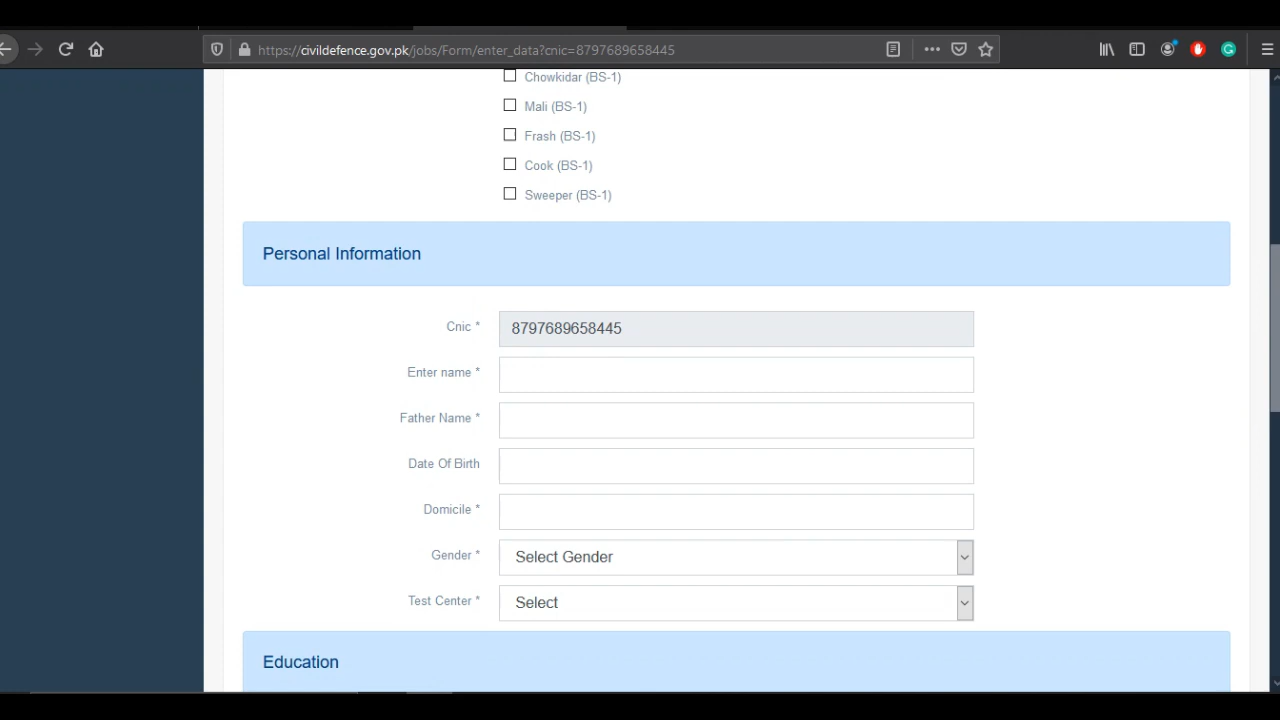 https://civildefence.gov.pk/jobs/Form/enter_data?cnic=8797689658445
Chowkidar (BS-1)
Mali (BS-1)
Frash (BS-1)
Cook (BS-1)
Sweeper (BS-1)
Personal Information
Cnic * 8797689658445
Enter name *
Father Name *
Date Of Birth
Domicile *
Gender * Select Gender
Test Center * Select
Education